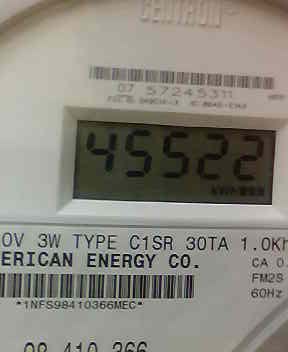 CENTRON
07 57245311
45522
0V 3W TYPE C1SR 30TA 1.0Kh
ERICAN ENERGY CO. CA 0.
FM2S
*1NFS98410366MEC* 60Hz
98 410 366